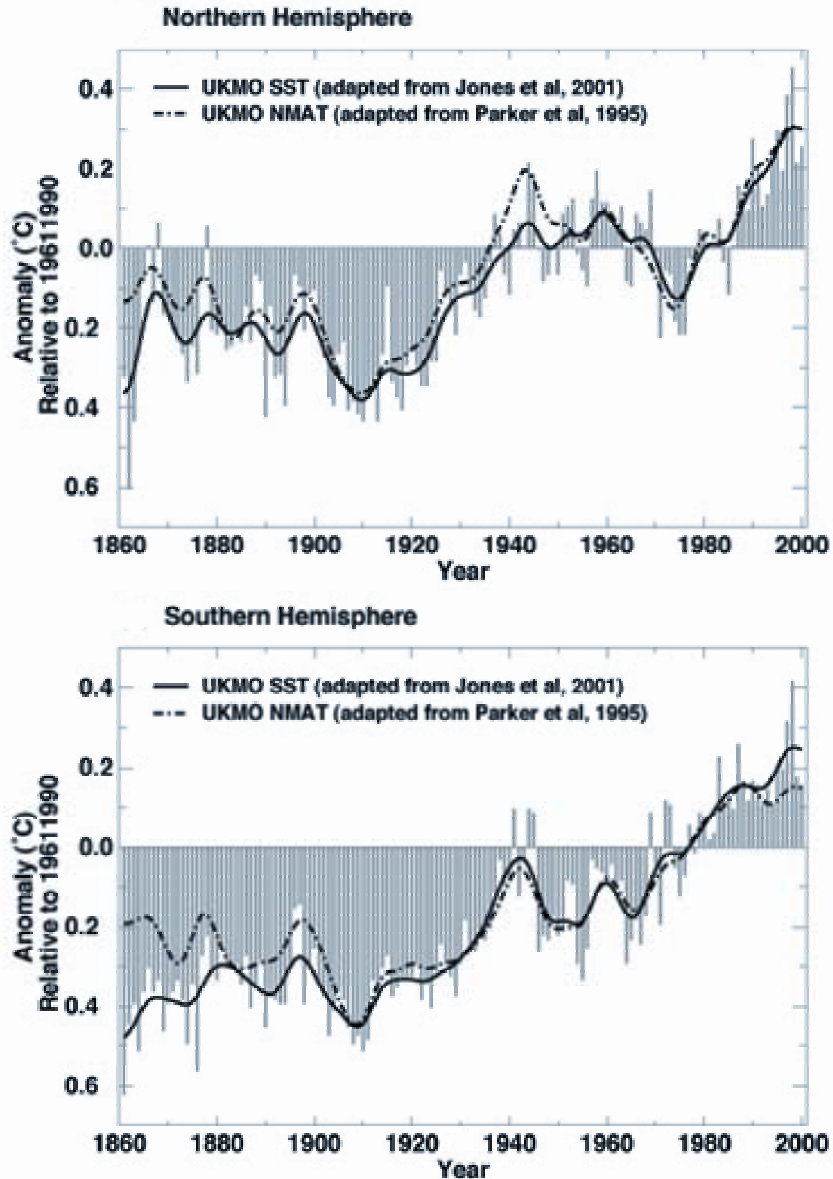 Northern Hemisphere
UKMO SST (adapted from Jones et al, 2001)
UKMO NMAT (adapted from Parker et al, 1995)
Anomaly (˚C)
Relative to 19611990
0.4
0.2
0.0
0.2
0.4
0.6
1860 1880 1900 1920 1940 1960 1980 2000
Year
Southern Hemisphere
UKMO SST (adapted from Jones et al, 2001)
UKMO NMAT (adapted from Parker et al, 1995)
Anomaly (˚C)
Relative to 19611990
0.4
0.2
0.0
0.2
0.4
0.6
1860 1880 1900 1920 1940 1960 1980 2000
Year